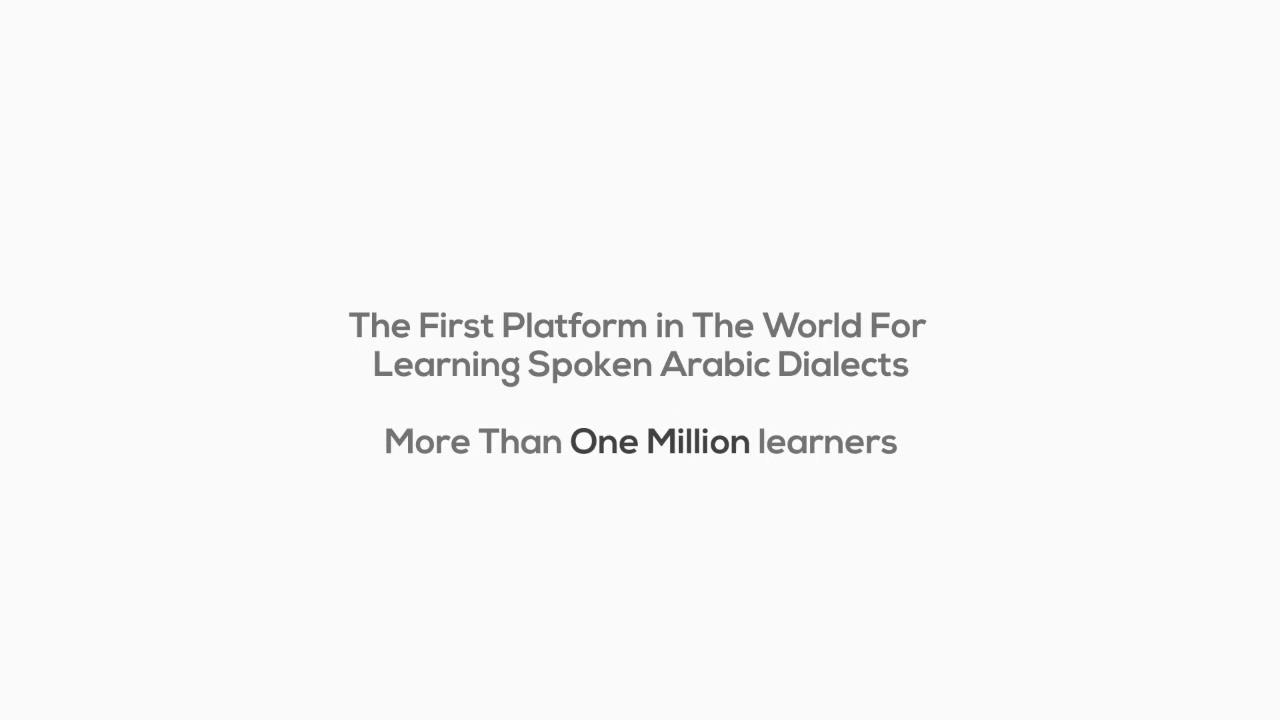 The First Platform in The World For
Learning Spoken Arabic Dialects
More Than One Million learners